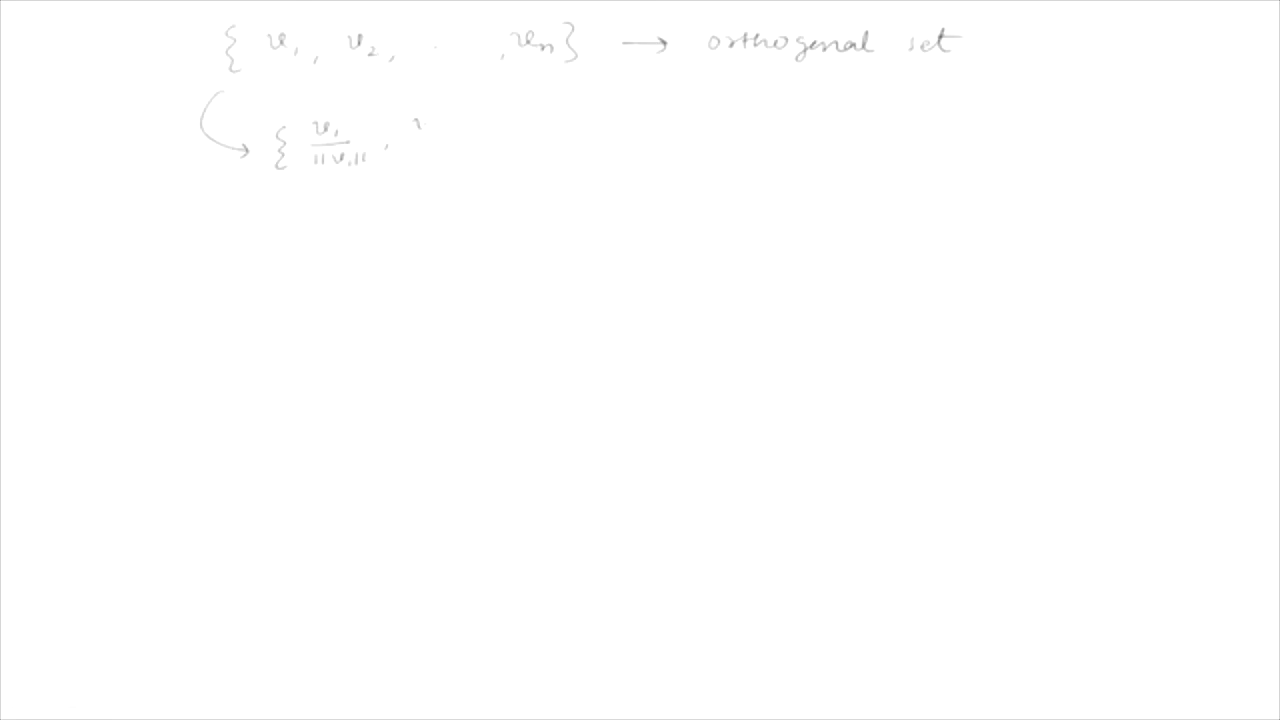 { v₁, v₂, . , vₙ} → orthogonal set
{ v₁/||v₁||,